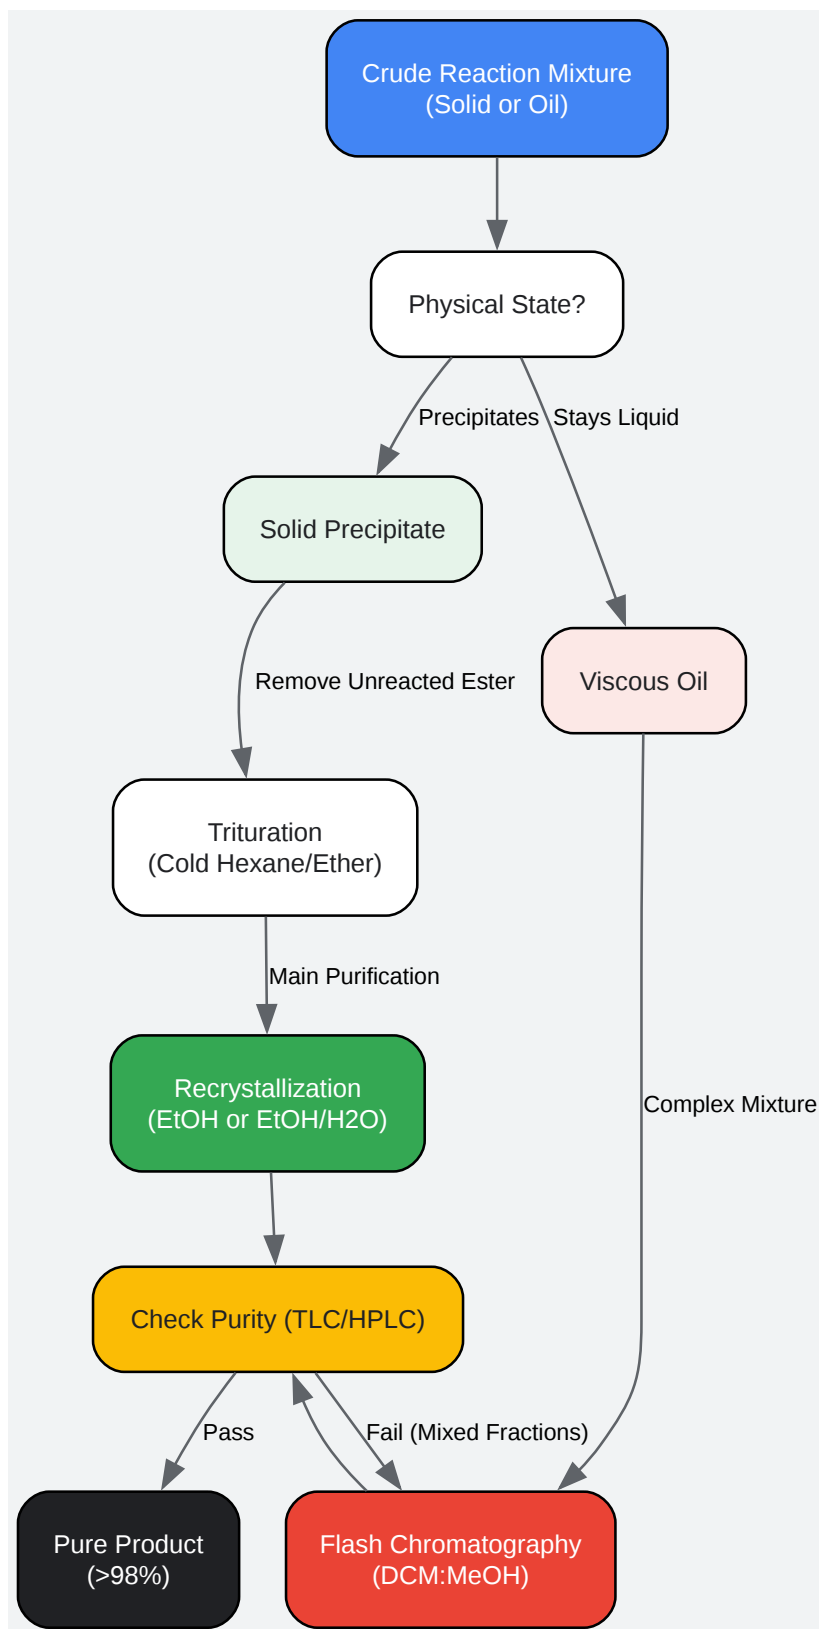 Crude Reaction Mixture
(Solid or Oil)
Physical State?
Precipitates
Stays Liquid
Solid Precipitate
Viscous Oil
Remove Unreacted Ester
Trituration
(Cold Hexane/Ether)
Main Purification
Recrystallization
(EtOH or EtOH/H2O)
Complex Mixture
Check Purity (TLC/HPLC)
Pass
Fail (Mixed Fractions)
Pure Product
(>98%)
Flash Chromatography
(DCM:MeOH)